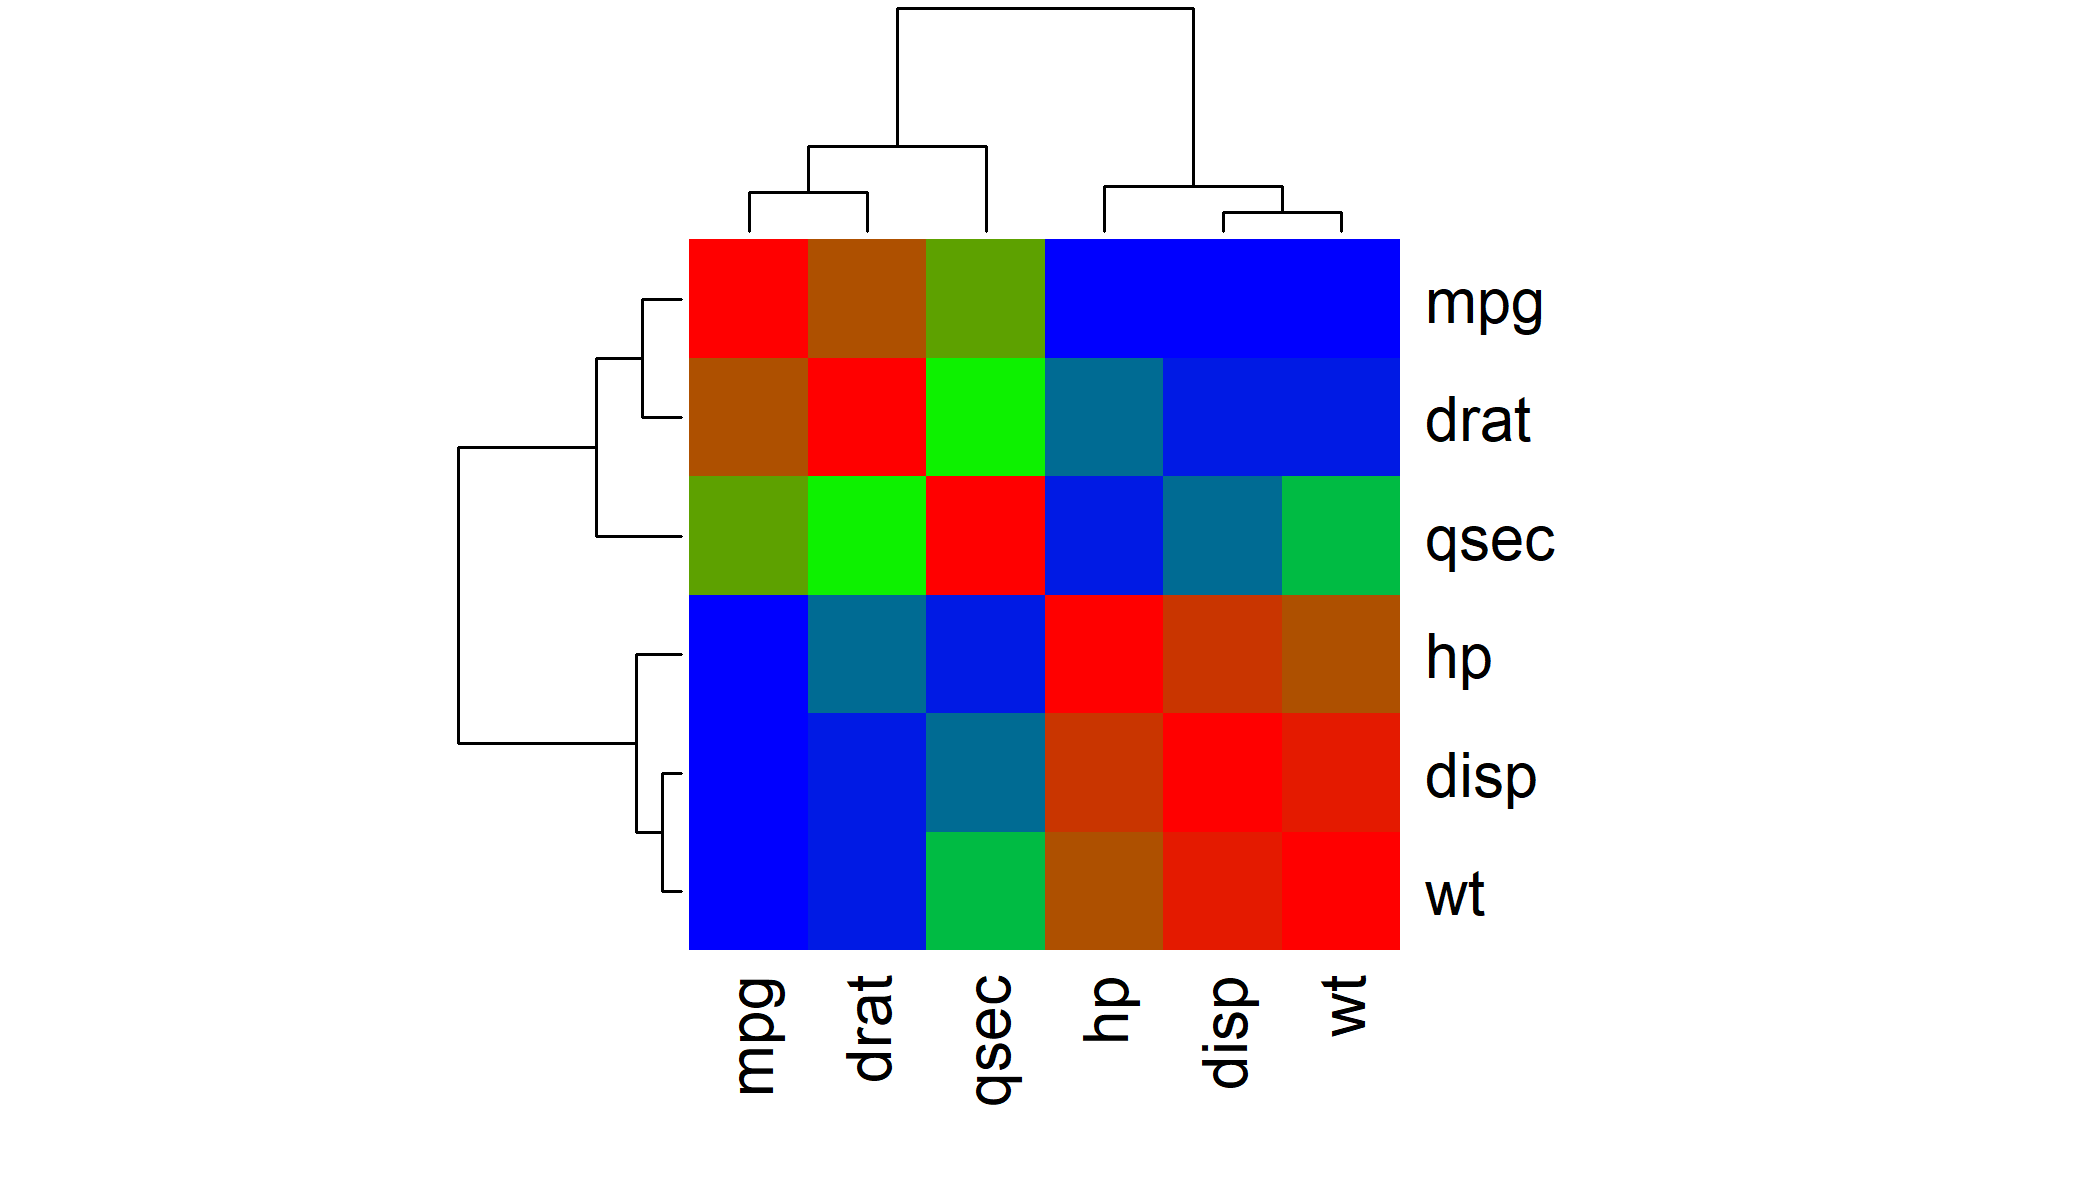 mpg
drat
qsec
hp
disp
wt
mpg
drat
qsec
hp
disp
wt